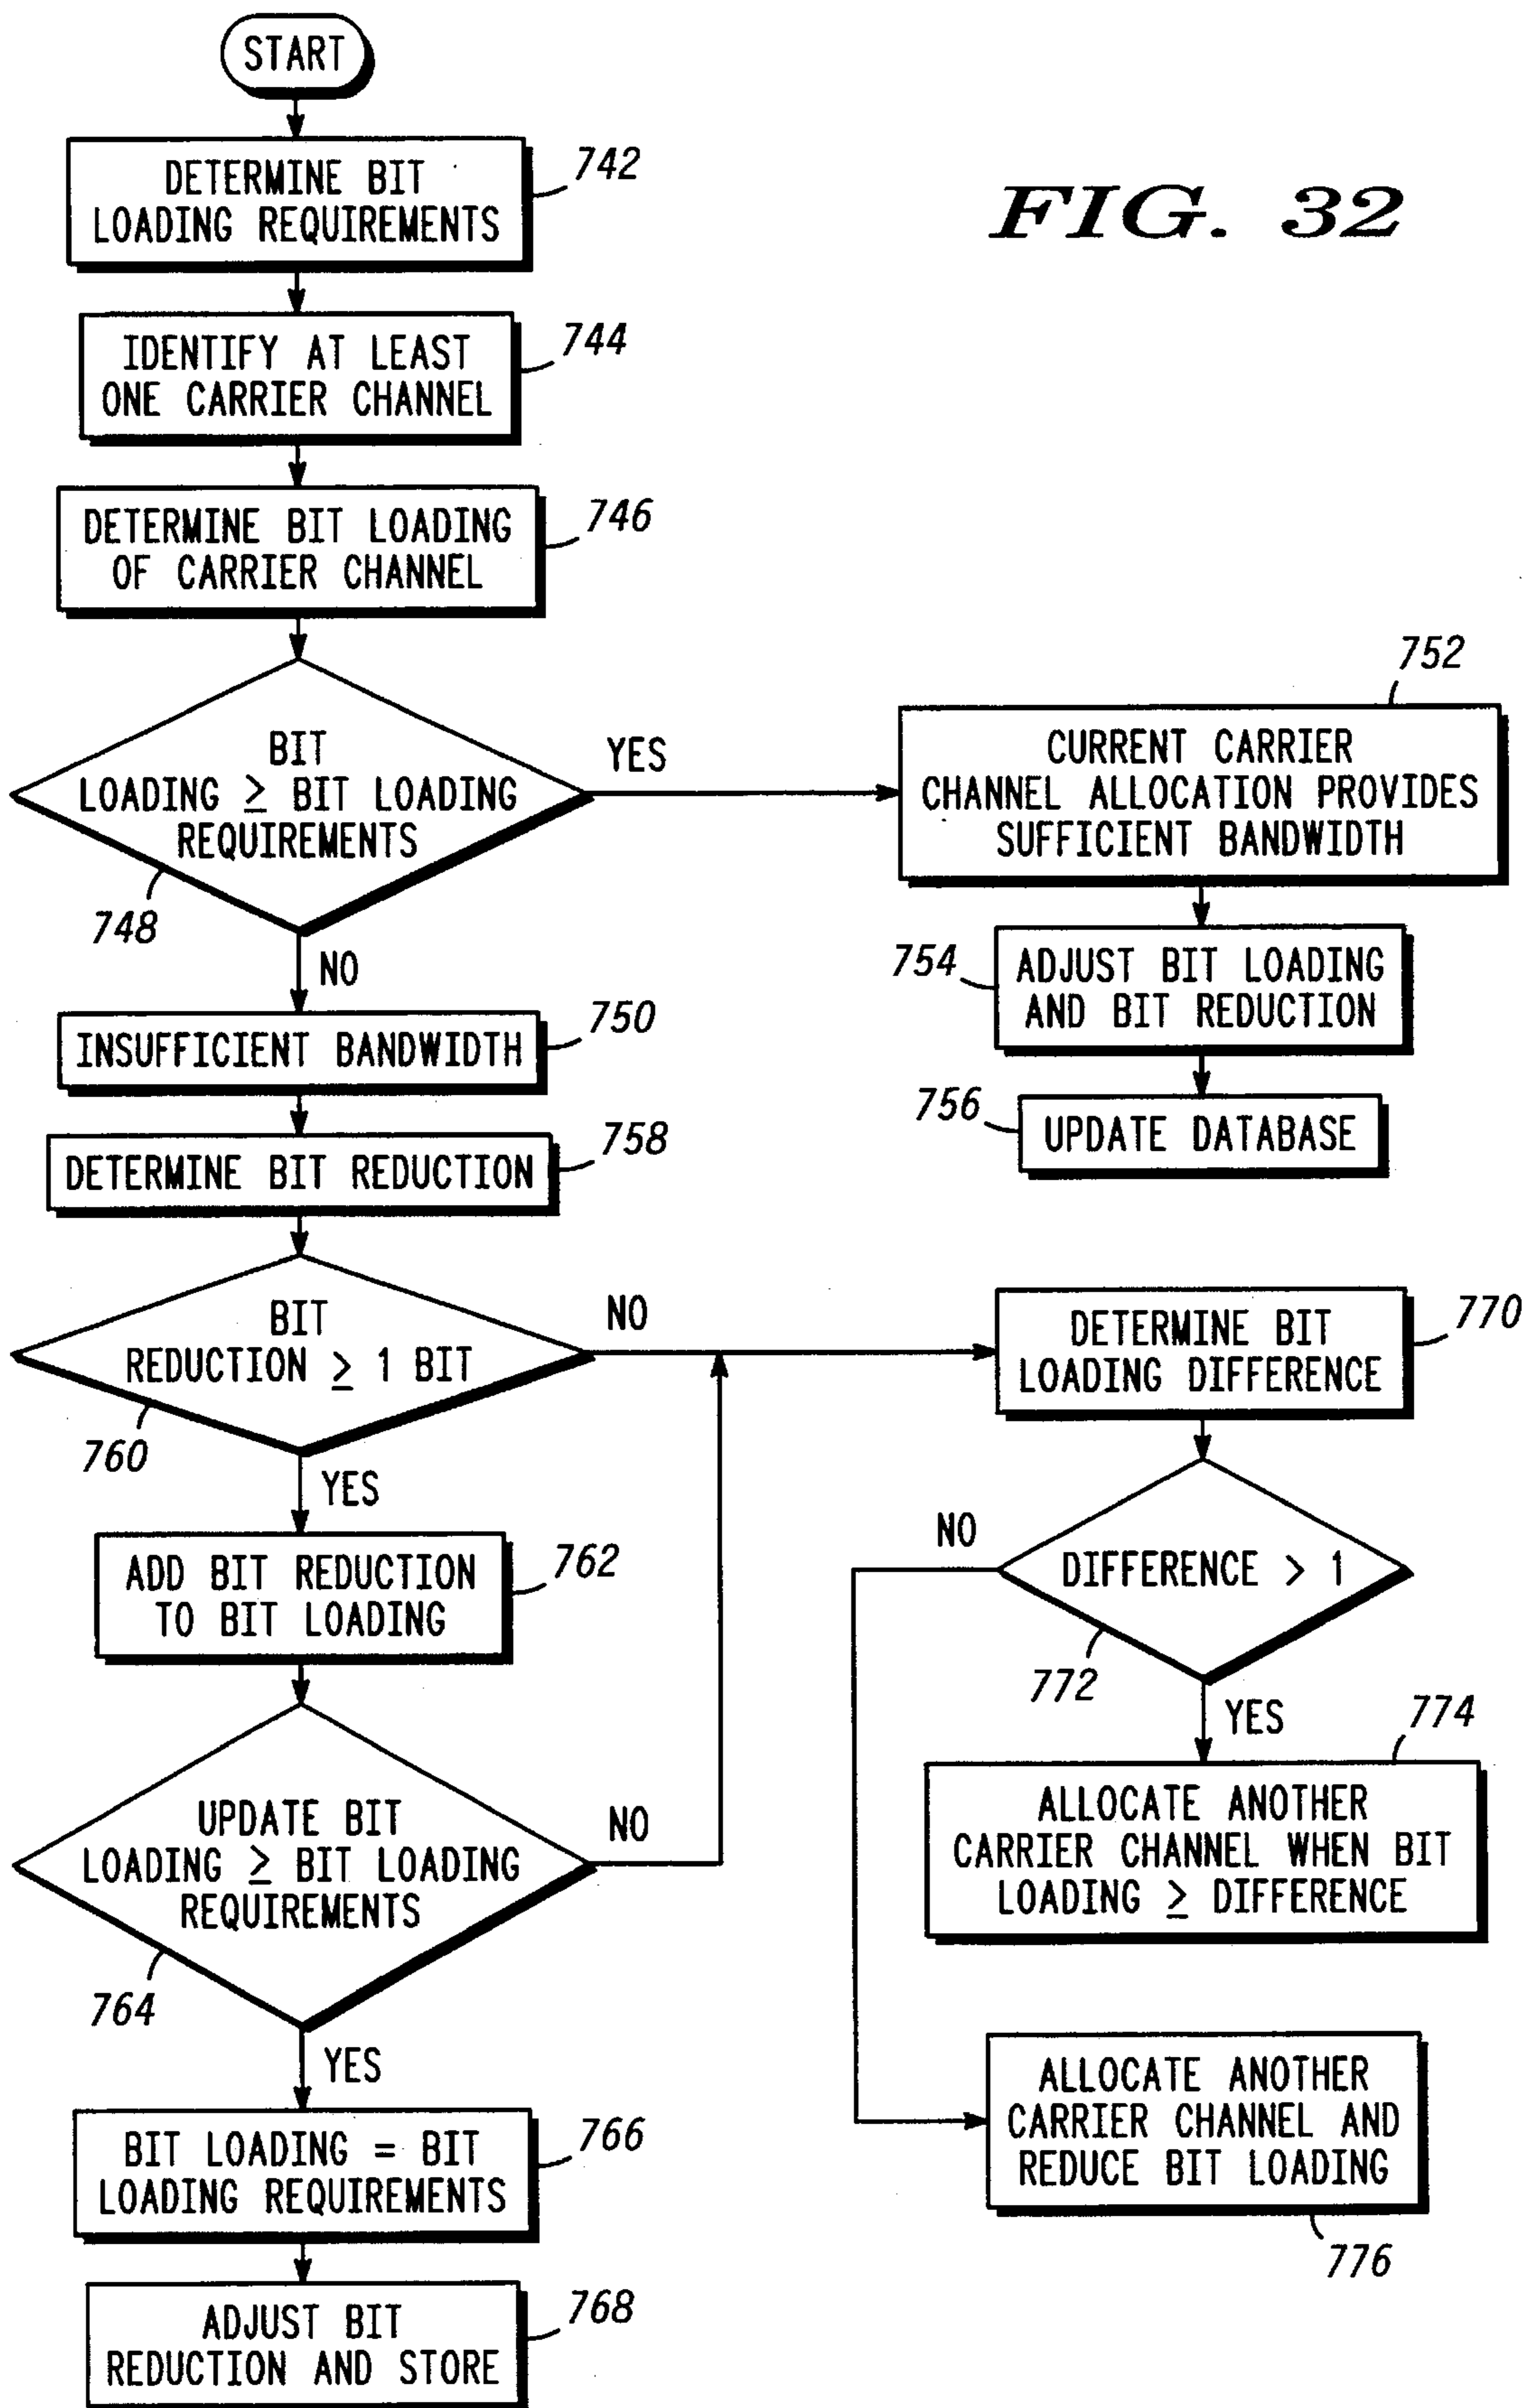 START
FIG. 32
742
DETERMINE BIT
LOADING REQUIREMENTS
744
IDENTIFY AT LEAST
ONE CARRIER CHANNEL
746
DETERMINE BIT LOADING
OF CARRIER CHANNEL
BIT
LOADING ≥ BIT LOADING
REQUIREMENTS
748
YES
NO
752
CURRENT CARRIER
CHANNEL ALLOCATION PROVIDES
SUFFICIENT BANDWIDTH
754
ADJUST BIT LOADING
AND BIT REDUCTION
756
UPDATE DATABASE
750
INSUFFICIENT BANDWIDTH
758
DETERMINE BIT REDUCTION
BIT
REDUCTION ≥ 1 BIT
760
NO
YES
762
ADD BIT REDUCTION
TO BIT LOADING
UPDATE BIT
LOADING ≥ BIT LOADING
REQUIREMENTS
764
NO
YES
766
BIT LOADING = BIT
LOADING REQUIREMENTS
768
ADJUST BIT
REDUCTION AND STORE
770
DETERMINE BIT
LOADING DIFFERENCE
NO
DIFFERENCE > 1
772
YES
774
ALLOCATE ANOTHER
CARRIER CHANNEL WHEN BIT
LOADING ≥ DIFFERENCE
ALLOCATE ANOTHER
CARRIER CHANNEL AND
REDUCE BIT LOADING
776